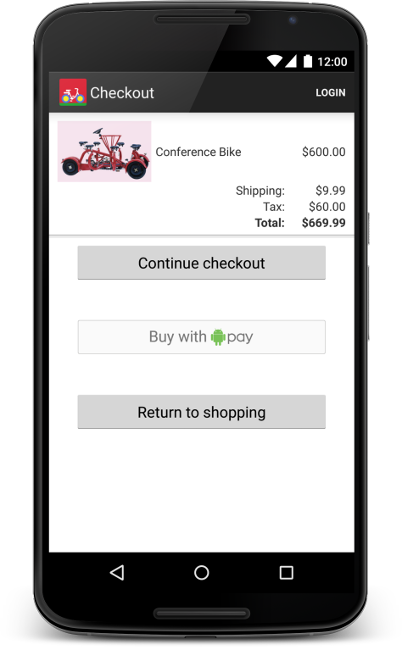 12:00
Checkout LOGIN
Conference Bike $600.00
Shipping: $9.99
Tax: $60.00
Total: $669.99
Continue checkout
Buy with pay
Return to shopping